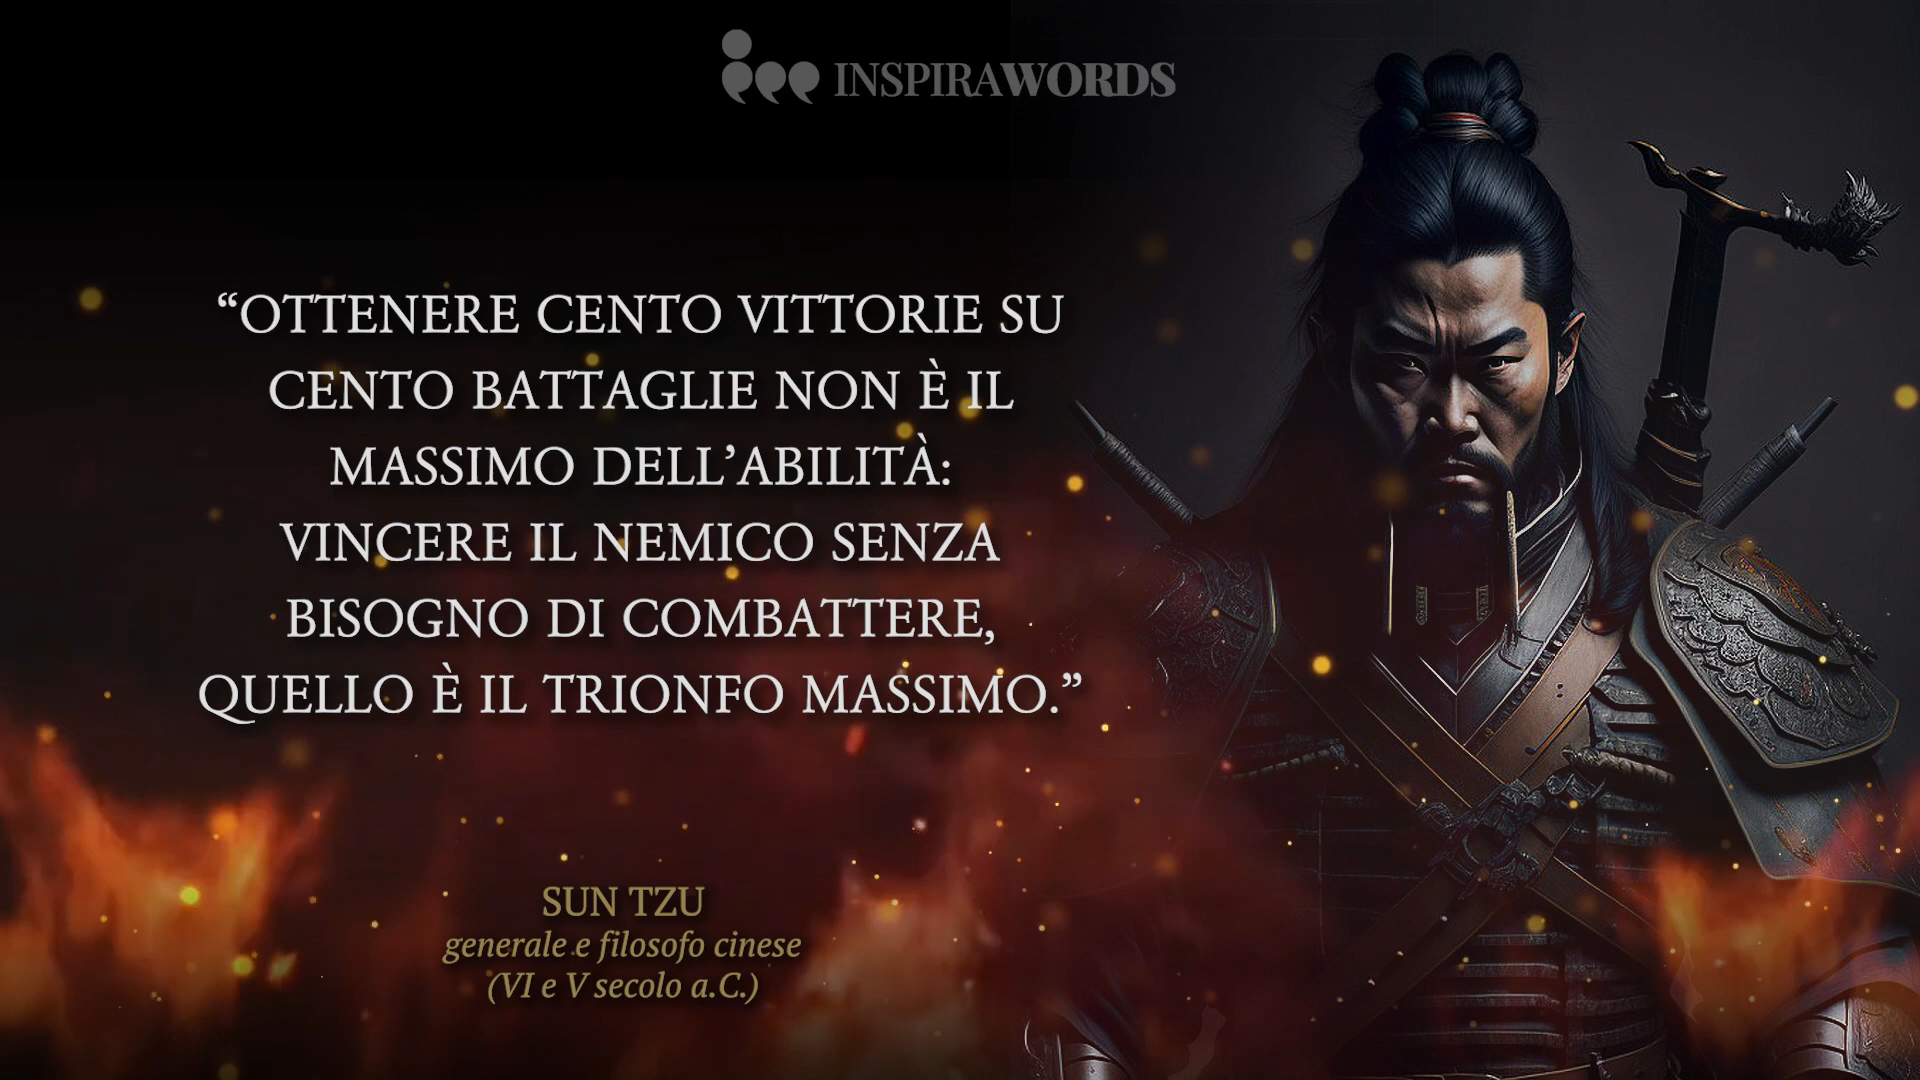 INSPIRAWORDS
“OTTENERE CENTO VITTORIE SU
CENTO BATTAGLIE NON È IL
MASSIMO DELL’ABILITÀ:
VINCERE IL NEMICO SENZA
BISOGNO DI COMBATTERE,
QUELLO È IL TRIONFO MASSIMO.”
SUN TZU
generale e filosofo cinese
(VI e V secolo a.C.)